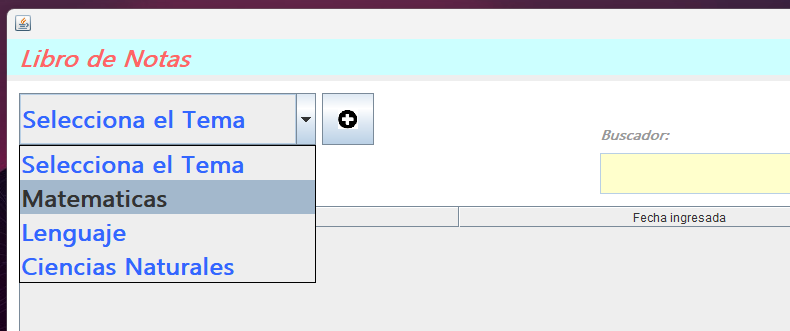 Libro de Notas
Selecciona el Tema
Buscador:
Selecciona el Tema
Matematicas
Lenguaje
Ciencias Naturales
Fecha ingresada